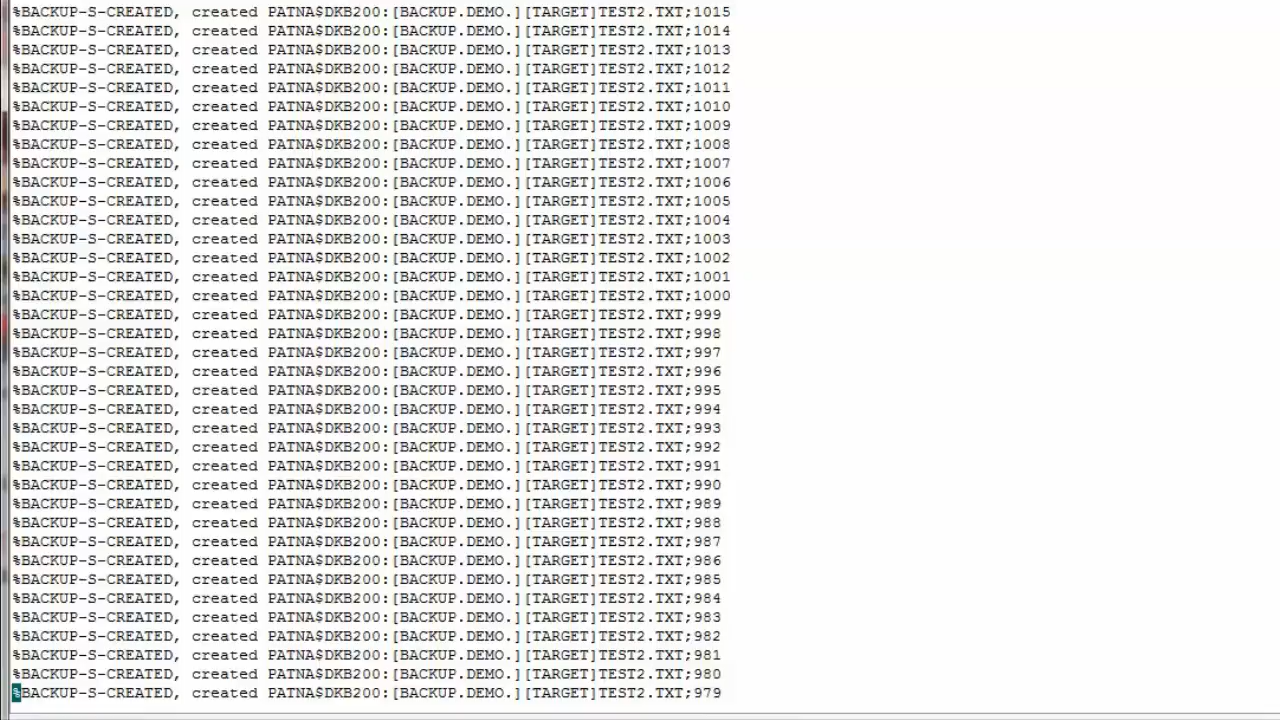 %BACKUP-S-CREATED, created PATNA$DKB200:[BACKUP.DEMO.][TARGET]TEST2.TXT;1015
%BACKUP-S-CREATED, created PATNA$DKB200:[BACKUP.DEMO.][TARGET]TEST2.TXT;1014
%BACKUP-S-CREATED, created PATNA$DKB200:[BACKUP.DEMO.][TARGET]TEST2.TXT;1013
%BACKUP-S-CREATED, created PATNA$DKB200:[BACKUP.DEMO.][TARGET]TEST2.TXT;1012
%BACKUP-S-CREATED, created PATNA$DKB200:[BACKUP.DEMO.][TARGET]TEST2.TXT;1011
%BACKUP-S-CREATED, created PATNA$DKB200:[BACKUP.DEMO.][TARGET]TEST2.TXT;1010
%BACKUP-S-CREATED, created PATNA$DKB200:[BACKUP.DEMO.][TARGET]TEST2.TXT;1009
%BACKUP-S-CREATED, created PATNA$DKB200:[BACKUP.DEMO.][TARGET]TEST2.TXT;1008
%BACKUP-S-CREATED, created PATNA$DKB200:[BACKUP.DEMO.][TARGET]TEST2.TXT;1007
%BACKUP-S-CREATED, created PATNA$DKB200:[BACKUP.DEMO.][TARGET]TEST2.TXT;1006
%BACKUP-S-CREATED, created PATNA$DKB200:[BACKUP.DEMO.][TARGET]TEST2.TXT;1005
%BACKUP-S-CREATED, created PATNA$DKB200:[BACKUP.DEMO.][TARGET]TEST2.TXT;1004
%BACKUP-S-CREATED, created PATNA$DKB200:[BACKUP.DEMO.][TARGET]TEST2.TXT;1003
%BACKUP-S-CREATED, created PATNA$DKB200:[BACKUP.DEMO.][TARGET]TEST2.TXT;1002
%BACKUP-S-CREATED, created PATNA$DKB200:[BACKUP.DEMO.][TARGET]TEST2.TXT;1001
%BACKUP-S-CREATED, created PATNA$DKB200:[BACKUP.DEMO.][TARGET]TEST2.TXT;1000
%BACKUP-S-CREATED, created PATNA$DKB200:[BACKUP.DEMO.][TARGET]TEST2.TXT;999
%BACKUP-S-CREATED, created PATNA$DKB200:[BACKUP.DEMO.][TARGET]TEST2.TXT;998
%BACKUP-S-CREATED, created PATNA$DKB200:[BACKUP.DEMO.][TARGET]TEST2.TXT;997
%BACKUP-S-CREATED, created PATNA$DKB200:[BACKUP.DEMO.][TARGET]TEST2.TXT;996
%BACKUP-S-CREATED, created PATNA$DKB200:[BACKUP.DEMO.][TARGET]TEST2.TXT;995
%BACKUP-S-CREATED, created PATNA$DKB200:[BACKUP.DEMO.][TARGET]TEST2.TXT;994
%BACKUP-S-CREATED, created PATNA$DKB200:[BACKUP.DEMO.][TARGET]TEST2.TXT;993
%BACKUP-S-CREATED, created PATNA$DKB200:[BACKUP.DEMO.][TARGET]TEST2.TXT;992
%BACKUP-S-CREATED, created PATNA$DKB200:[BACKUP.DEMO.][TARGET]TEST2.TXT;991
%BACKUP-S-CREATED, created PATNA$DKB200:[BACKUP.DEMO.][TARGET]TEST2.TXT;990
%BACKUP-S-CREATED, created PATNA$DKB200:[BACKUP.DEMO.][TARGET]TEST2.TXT;989
%BACKUP-S-CREATED, created PATNA$DKB200:[BACKUP.DEMO.][TARGET]TEST2.TXT;988
%BACKUP-S-CREATED, created PATNA$DKB200:[BACKUP.DEMO.][TARGET]TEST2.TXT;987
%BACKUP-S-CREATED, created PATNA$DKB200:[BACKUP.DEMO.][TARGET]TEST2.TXT;986
%BACKUP-S-CREATED, created PATNA$DKB200:[BACKUP.DEMO.][TARGET]TEST2.TXT;985
%BACKUP-S-CREATED, created PATNA$DKB200:[BACKUP.DEMO.][TARGET]TEST2.TXT;984
%BACKUP-S-CREATED, created PATNA$DKB200:[BACKUP.DEMO.][TARGET]TEST2.TXT;983
%BACKUP-S-CREATED, created PATNA$DKB200:[BACKUP.DEMO.][TARGET]TEST2.TXT;982
%BACKUP-S-CREATED, created PATNA$DKB200:[BACKUP.DEMO.][TARGET]TEST2.TXT;981
%BACKUP-S-CREATED, created PATNA$DKB200:[BACKUP.DEMO.][TARGET]TEST2.TXT;980
%BACKUP-S-CREATED, created PATNA$DKB200:[BACKUP.DEMO.][TARGET]TEST2.TXT;979